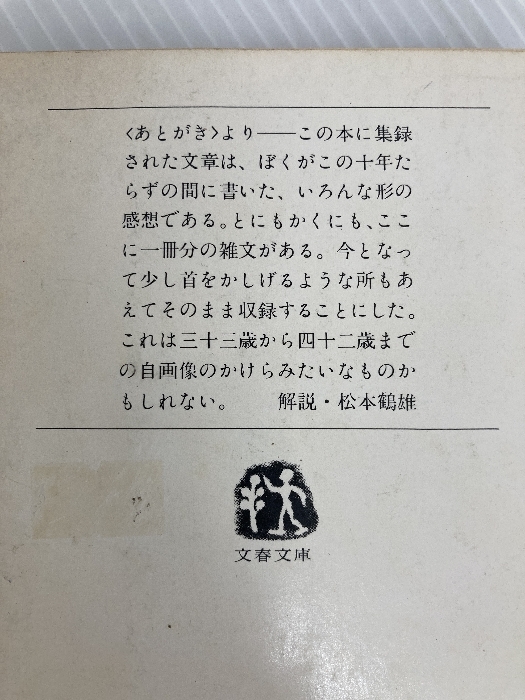 〈あとがき〉より――この本に集録
された文章は、ぼくがこの十年た
らずの間に書いた、いろんな形の
感想である。とにもかくにも、ここ
に一冊分の雑文がある。今となっ
て少し首をかしげるような所もあ
えてそのまま収録することにした。
これは三十三歳から四十二歳まで
の自画像のかけらみたいなものか
もしれない。　　解説・松本鶴雄
文春文庫